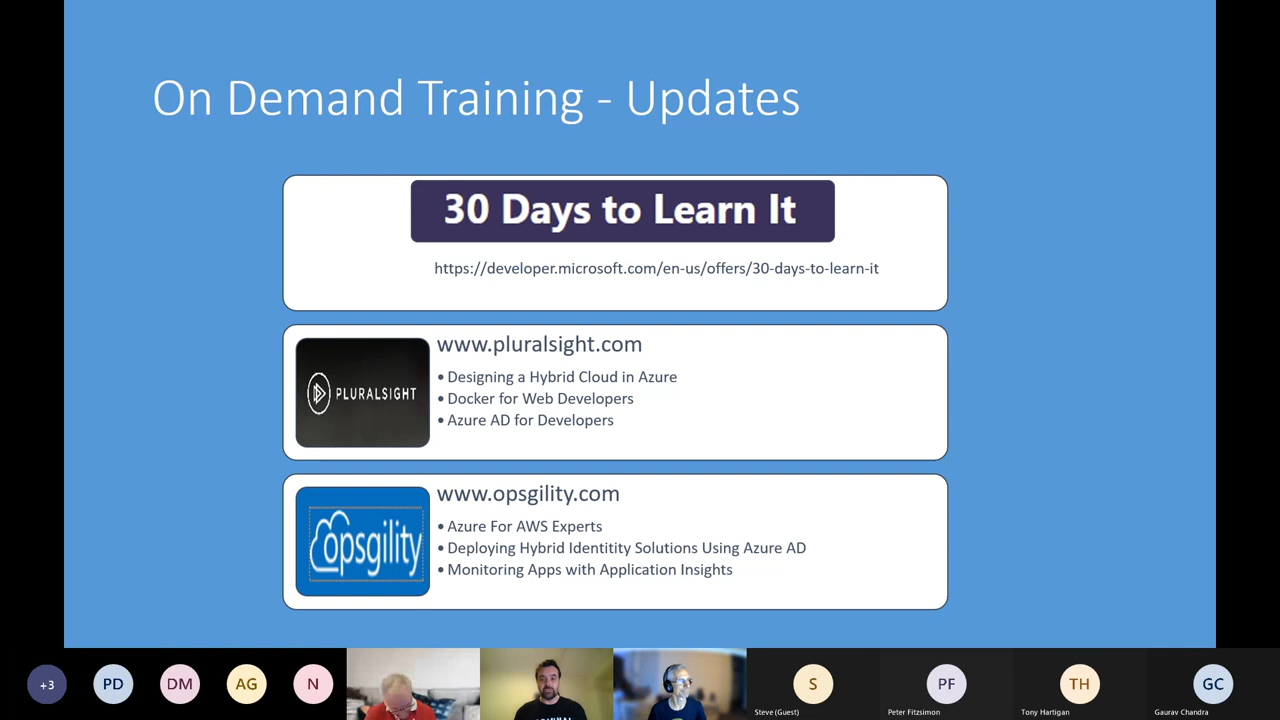 On Demand Training - Updates
30 Days to Learn It
https://developer.microsoft.com/en-us/offers/30-days-to-learn-it
PLURALSIGHT
www.pluralsight.com
• Designing a Hybrid Cloud in Azure
• Docker for Web Developers
• Azure AD for Developers
opsgility
www.opsgility.com
• Azure For AWS Experts
• Deploying Hybrid Identitity Solutions Using Azure AD
• Monitoring Apps with Application Insights
+3
PD
DM
AG
N
S
PF
TH
GC
Steve (Guest)
Peter Fitzsimon
Tony Hartigan
Gaurav Chandra